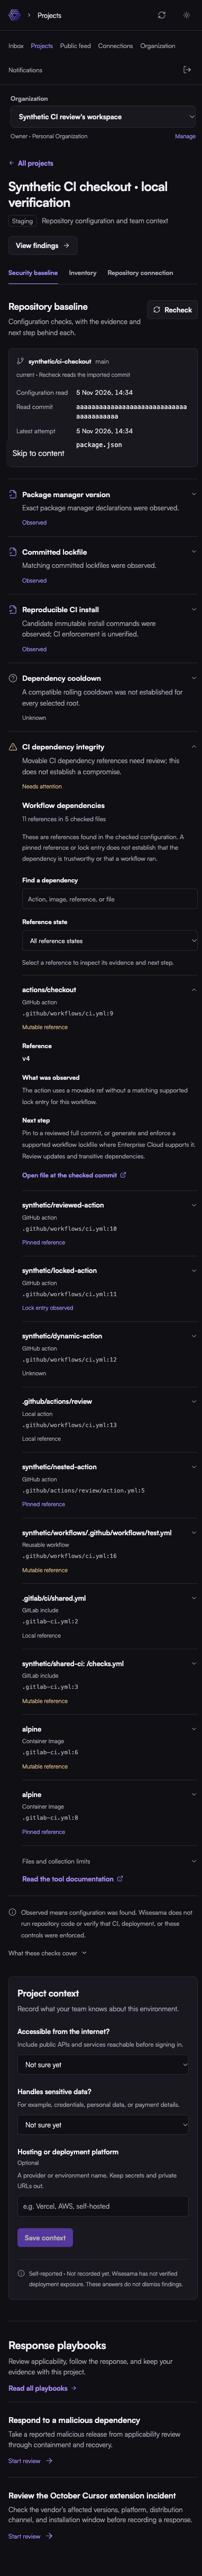 Projects
Inbox Projects Public feed Connections Organization
Notifications
Organization
Synthetic CI review's workspace
Owner · Personal Organization Manage
All projects
Synthetic CI checkout · local
verification
Staging Repository configuration and team context
View findings
Security baseline Inventory Repository connection
Repository baseline
Recheck
Configuration checks, with the evidence and
next step behind each.
synthetic/ci-checkout main
current · Recheck reads the imported commit
Configuration read 5 Nov 2026, 14:34
Read commit aaaaaaaaaaaaaaaaaaaaaaaaaaaaa
aaaaaaaaaaa
Latest attempt 5 Nov 2026, 14:34
package.json
Skip to content
Package manager version
Exact package manager declarations were observed.
Observed
Committed lockfile
Matching committed lockfiles were observed.
Observed
Reproducible CI install
Candidate immutable install commands were
observed; CI enforcement is unverified.
Observed
Dependency cooldown
A compatible rolling cooldown was not established for
every selected root.
Unknown
CI dependency integrity
Movable CI dependency references need review; this
does not establish a compromise.
Needs attention
Workflow dependencies
11 references in 5 checked files
These are references found in the checked configuration. A
pinned reference or lock entry does not establish that the
dependency is trustworthy or that a workflow ran.
Find a dependency
Action, image, reference, or file
Reference state
All reference states
Select a reference to inspect its evidence and next step.
actions/checkout
GitHub action
.github/workflows/ci.yml:9
Mutable reference
Reference
v4
What was observed
The action uses a movable ref without a matching supported
lock entry for this workflow.
Next step
Pin to a reviewed full commit, or generate and enforce a
supported workflow lockfile where Enterprise Cloud supports it.
Review updates and transitive dependencies.
Open file at the checked commit
synthetic/reviewed-action
GitHub action
.github/workflows/ci.yml:10
Pinned reference
synthetic/locked-action
GitHub action
.github/workflows/ci.yml:11
Lock entry observed
synthetic/dynamic-action
GitHub action
.github/workflows/ci.yml:12
Unknown
.github/actions/review
Local action
.github/workflows/ci.yml:13
Local reference
synthetic/nested-action
GitHub action
.github/actions/review/action.yml:5
Pinned reference
synthetic/workflows/.github/workflows/test.yml
Reusable workflow
.github/workflows/ci.yml:16
Mutable reference
.gitlab/ci/shared.yml
GitLab include
.gitlab-ci.yml:2
Local reference
synthetic/shared-ci: /checks.yml
GitLab include
.gitlab-ci.yml:3
Mutable reference
alpine
Container image
.gitlab-ci.yml:6
Mutable reference
alpine
Container image
.gitlab-ci.yml:8
Pinned reference
Files and collection limits
Read the tool documentation
Observed means configuration was found. Wisesama does not
run repository code or verify that CI, deployment, or these
controls were enforced.
What these checks cover
Project context
Record what your team knows about this environment.
Accessible from the internet?
Include public APIs and services reachable before signing in.
Not sure yet
Handles sensitive data?
For example, credentials, personal data, or payment details.
Not sure yet
Hosting or deployment platform
Optional
A provider or environment name. Keep secrets and private
URLs out.
e.g. Vercel, AWS, self-hosted
Save context
Self-reported · Not recorded yet. Wisesama has not verified
deployment exposure. These answers do not dismiss findings.
Response playbooks
Review applicability, follow the response, and keep your
evidence with this project.
Read all playbooks
Respond to a malicious dependency
Take a reported malicious release from applicability review
through containment and recovery.
Start review
Review the October Cursor extension incident
Check the vendor's affected versions, platform, distribution
channel, and installation window before recording a response.
Start review